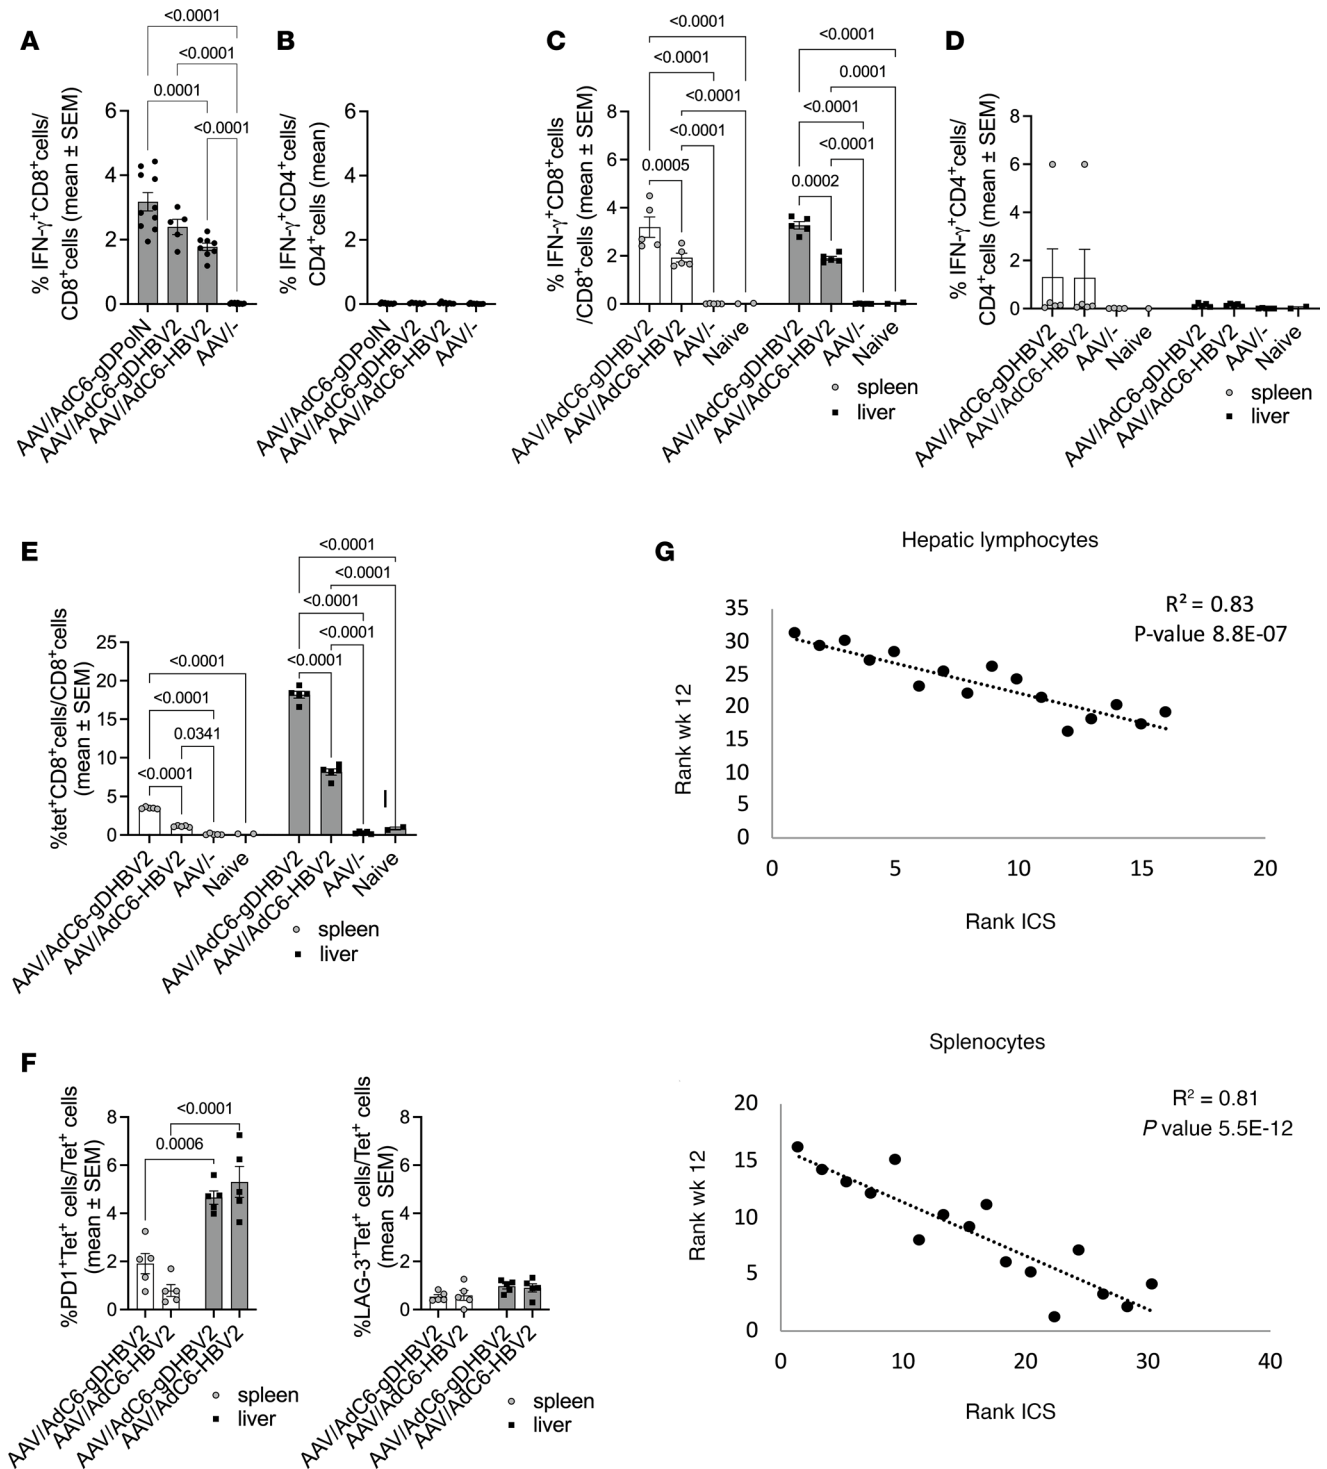 A
<0.0001
<0.0001
0.0001
<0.0001
% IFN-γ⁺CD8⁺cells/
CD8⁺cells (mean ± SEM)
6
4
2
0
AAV//AdC6-gDPolN
AAV//AdC6-gDHBV2
AAV//AdC6-HBV2
AAV/-
B
% IFN-γ⁺CD4⁺cells/
CD4⁺cells (mean)
6
4
2
0
AAV//AdC6-gDPolN
AAV//AdC6-gDHBV2
AAV//AdC6-HBV2
AAV/-
C
<0.0001
<0.0001
<0.0001
<0.0001
0.0005
<0.0001
0.0001
<0.0001
<0.0001
0.0002
% IFN-γ⁺CD8⁺cells
/CD8⁺cells (mean ± SEM)
8
6
4
2
0
AAV//AdC6-gDHBV2
AAV//AdC6-HBV2
AAV/-
Naive
AAV//AdC6-gDHBV2
AAV//AdC6-HBV2
AAV/-
Naive
spleen
liver
D
% IFN-γ⁺CD4⁺cells/
CD4⁺cells (mean ± SEM)
8
6
4
2
0
AAV//AdC6-gDHBV2
AAV//AdC6-HBV2
AAV/-
Naive
AAV//AdC6-gDHBV2
AAV//AdC6-HBV2
AAV/-
Naive
spleen
liver
E
<0.0001
<0.0001
0.0341
<0.0001
<0.0001
<0.0001
<0.0001
<0.0001
<0.0001
%tet⁺CD8⁺cells/CD8⁺cells
(mean ± SEM)
25
20
15
10
5
0
AAV//AdC6-gDHBV2
AAV//AdC6-HBV2
AAV/-
Naive
AAV//AdC6-gDHBV2
AAV//AdC6-HBV2
AAV/-
Naive
spleen
liver
G
Hepatic lymphocytes
R² = 0.83
P-value 8.8E-07
Rank wk 12
35
30
25
20
15
10
5
0
0 5 10 15 20
Rank ICS
F
<0.0001
0.0006
%PD1⁺Tet⁺ cells/Tet⁺ cells
(mean ± SEM)
8
6
4
2
0
AAV//AdC6-gDHBV2
AAV//AdC6-HBV2
AAV//AdC6-gDHBV2
AAV//AdC6-HBV2
spleen
liver
%LAG-3⁺Tet⁺ cells/Tet⁺ cells
(mean SEM)
8
6
4
2
0
AAV//AdC6-gDHBV2
AAV//AdC6-HBV2
AAV//AdC6-gDHBV2
AAV//AdC6-HBV2
spleen
liver
Splenocytes
R² = 0.81
P value 5.5E-12
Rank wk 12
20
15
10
5
0
0 10 20 30 40
Rank ICS